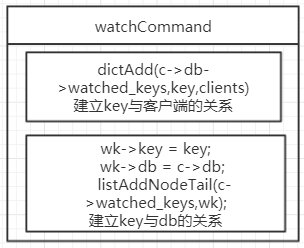 watchCommand
dictAdd(c->db-
>watched_keys,key,clients)
建立key与客户端的关系
wk->key = key;
wk->db = c->db;
listAddNodeTail(c-
>watched_keys,wk);
建立key与db的关系